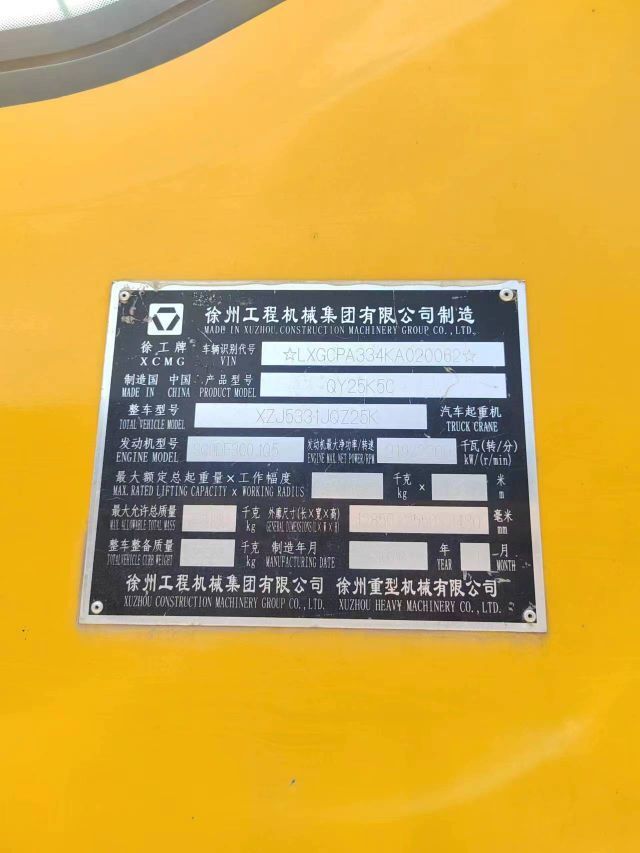 徐州工程机械集团有限公司制造
MADE IN XUZHOU CONSTRUCTION MACHINERY GROUP CO.,LTD.
徐工牌
XCMG
车辆识别代号
VIN
☆LXGCPA334KA020062☆
制造国 中国
MADE IN CHINA
产品型号
PRODUCT MODEL
QY25K5C
整车型号
TOTAL VEHICLE MODEL
XZJ5331JQZ25K
汽车起重机
TRUCK CRANE
发动机型号
ENGINE MODEL
发动机最大净功率/转速
ENGINE MAX.NET POWER/RPM
千瓦(转/分)
kW/(r/min)
最大额定总起重量×工作幅度
MAX.RATED LIFTING CAPACITY × WORKING RADIUS
千克
kg
×
米
m
最大允许总质量
MAX ALLOWABLE TOTAL MASS
千克
kg
外廓尺寸(长×宽×高)
GENERAL DIMENSIONS(L×W×H)
毫米
mm
整车整备质量
TOTAL VEHICLE CURB WEIGHT
千克
kg
制造年月
MANUFACTURING DATE
年
YEAR
月
MONTH
徐州工程机械集团有限公司 徐州重型机械有限公司
XUZHOU CONSTRUCTION MACHINERY GROUP CO.,LTD. XUZHOU HEAVY MACHINERY CO.,LTD.